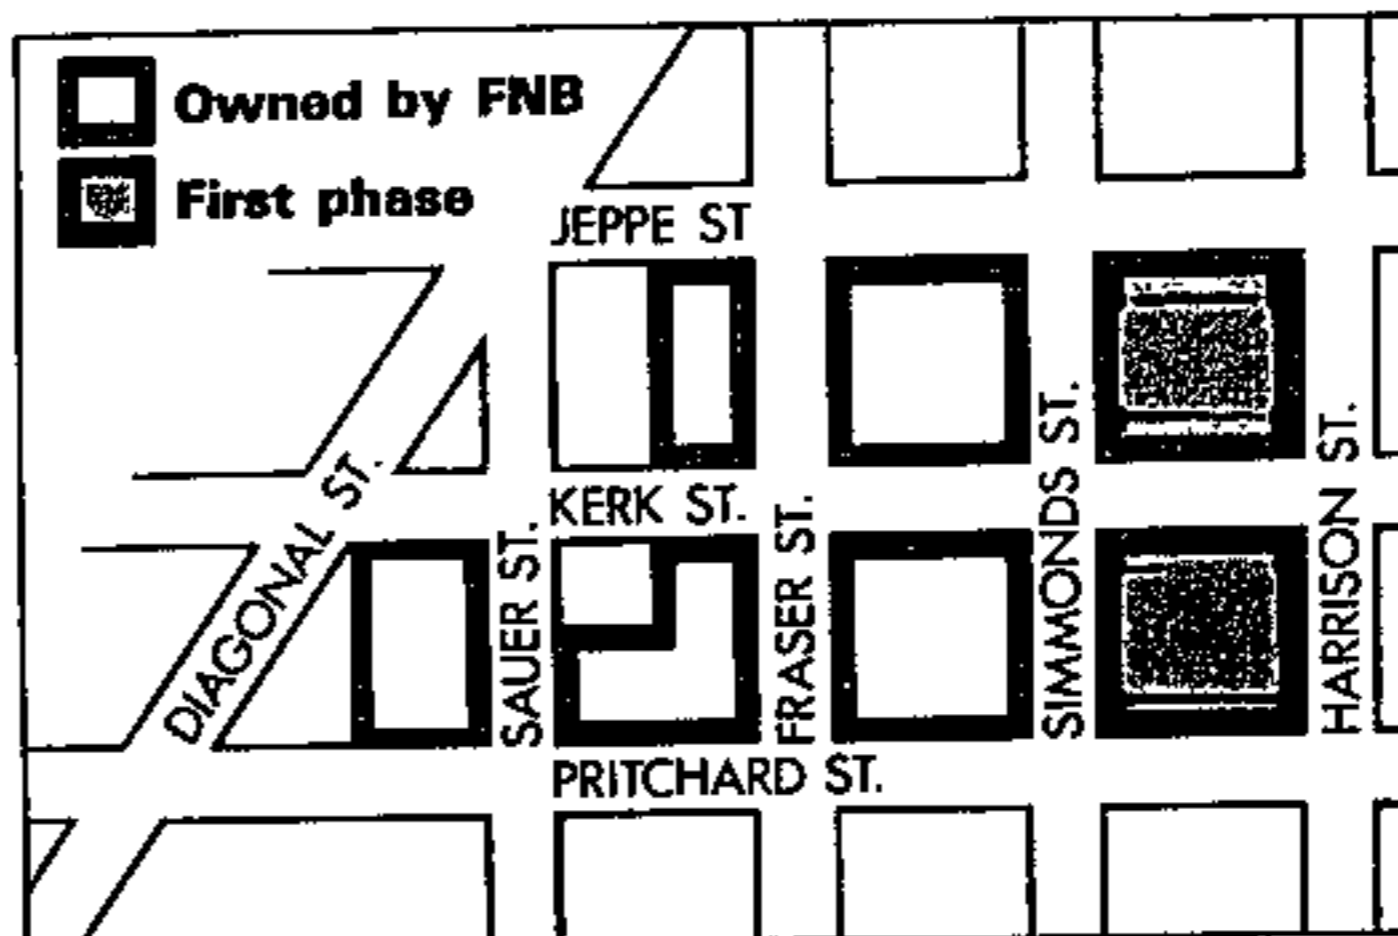 Owned by FNB
First phase
JEPPE ST
KERK ST.
DIAGONAL ST.
SAUER ST.
FRASER ST.
SIMMONDS ST.
HARRISON ST.
PRITCHARD ST.